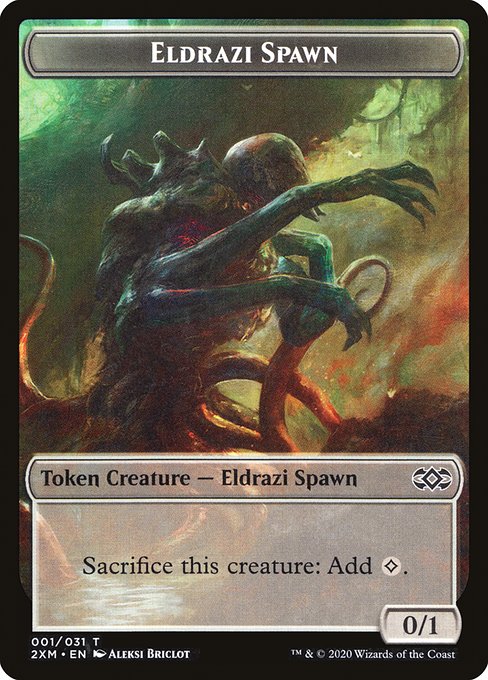 Eldrazi Spawn
Token Creature — Eldrazi Spawn
Sacrifice this creature: Add ◇.
0/1
001/031 T
2XM • EN Aleksi Briclot
™ & © 2020 Wizards of the Coast